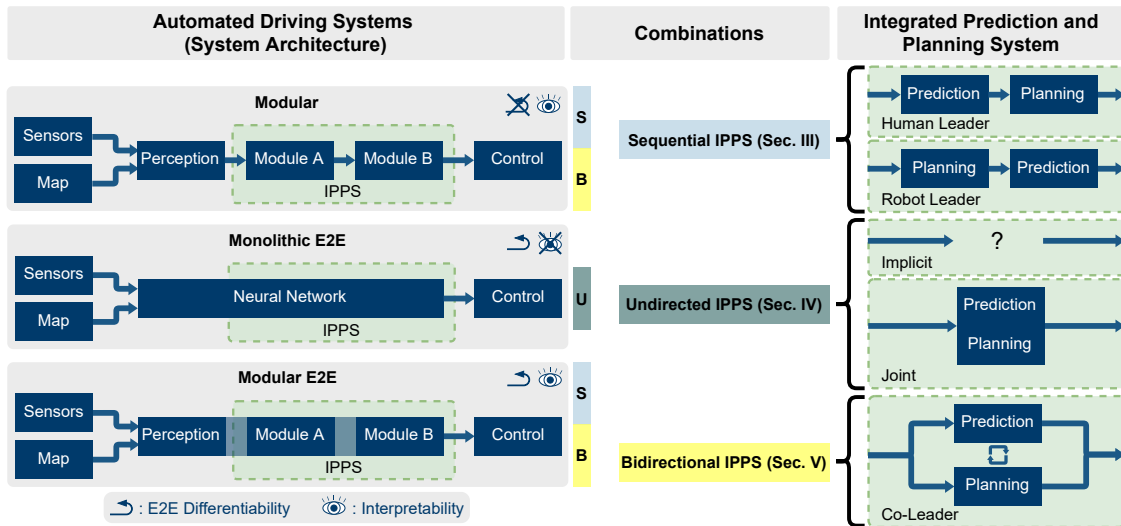 Automated Driving Systems
(System Architecture)
Combinations
Integrated Prediction and
Planning System
Modular
Sensors
Map
Perception
Module A
Module B
IPPS
Control
S
B
Monolithic E2E
Sensors
Map
Neural Network
IPPS
Control
U
Modular E2E
Sensors
Map
Perception
Module A
Module B
IPPS
Control
S
B
: E2E Differentiability
: Interpretability
Sequential IPPS (Sec. III)
Undirected IPPS (Sec. IV)
Bidirectional IPPS (Sec. V)
Prediction
Planning
Human Leader
Planning
Prediction
Robot Leader
?
Implicit
Prediction
Planning
Joint
Prediction
Planning
Co-Leader